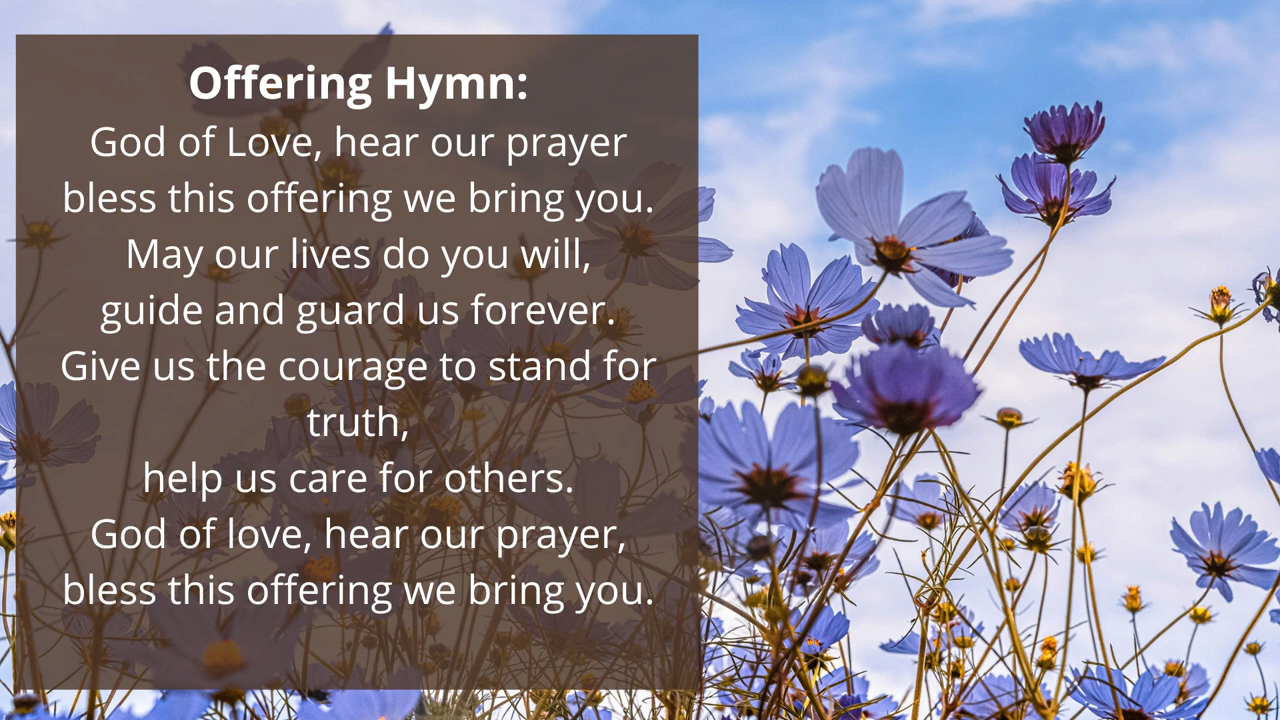 Offering Hymn:
God of Love, hear our prayer
bless this offering we bring you.
May our lives do you will,
guide and guard us forever.
Give us the courage to stand for
truth,
help us care for others.
God of love, hear our prayer,
bless this offering we bring you.